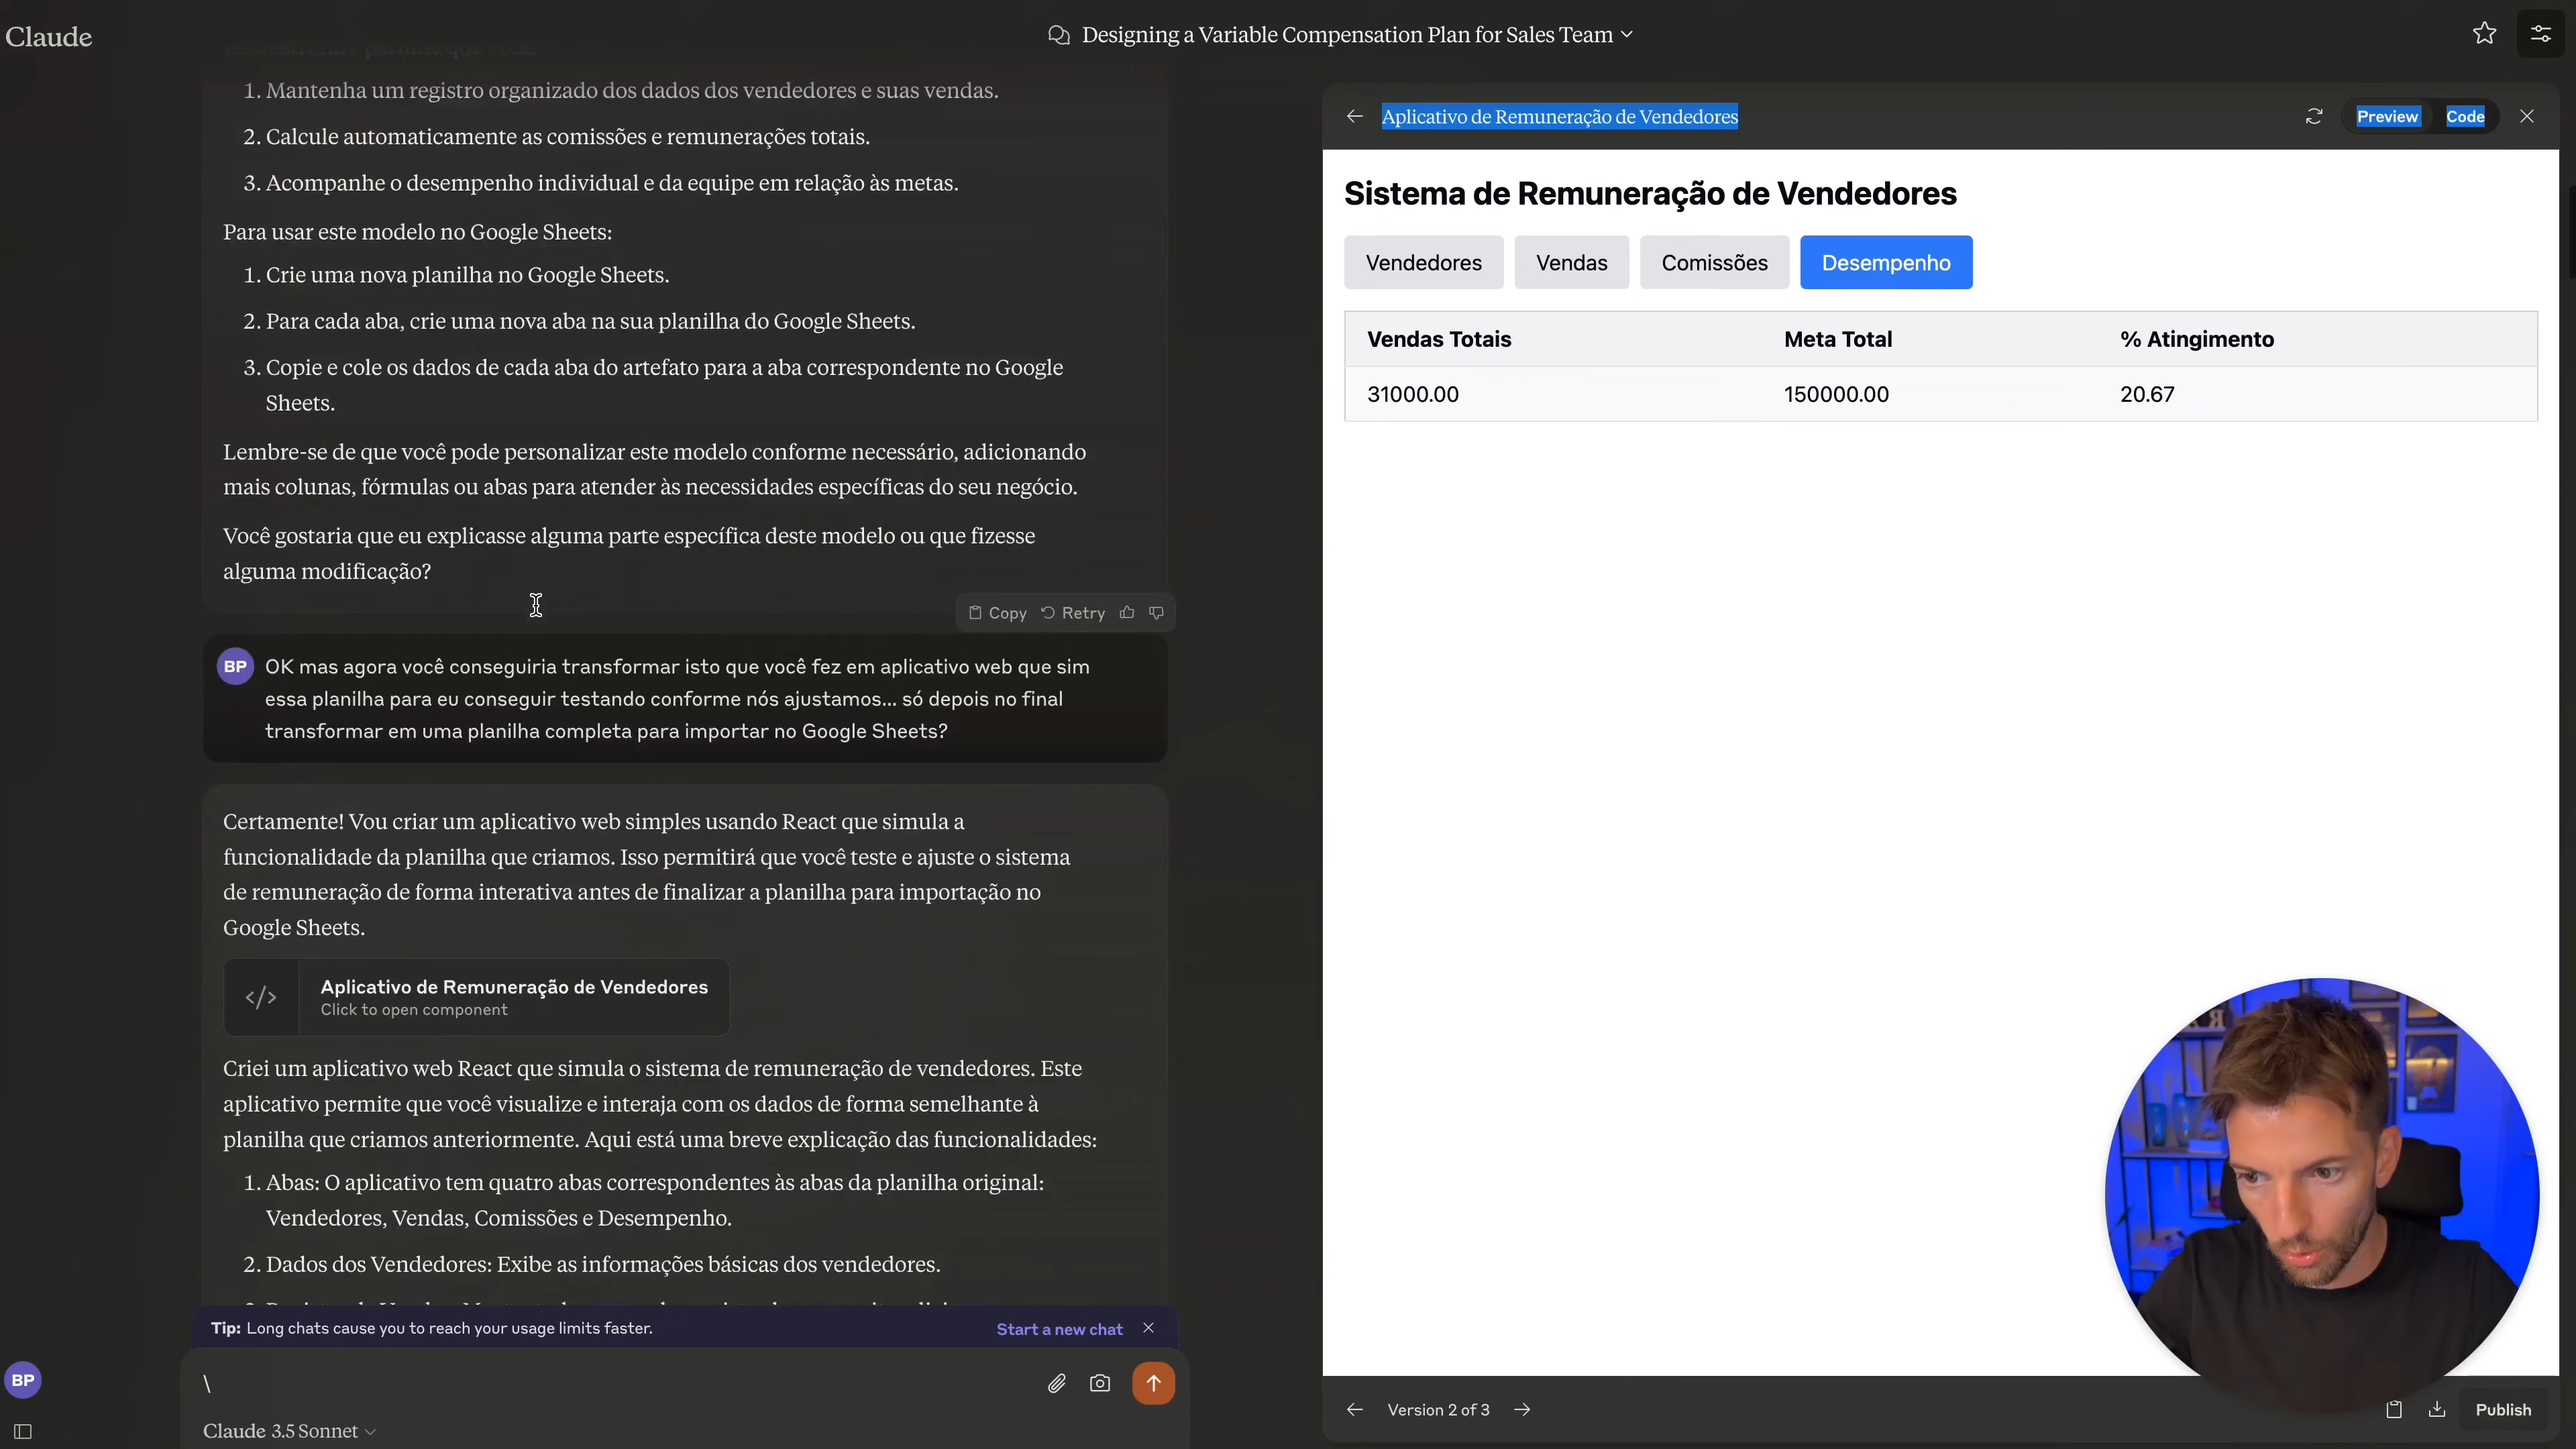 Claude
Designing a Variable Compensation Plan for Sales Team
1. Mantenha um registro organizado dos dados dos vendedores e suas vendas.
2. Calcule automaticamente as comissões e remunerações totais.
3. Acompanhe o desempenho individual e da equipe em relação às metas.
Para usar este modelo no Google Sheets:
1. Crie uma nova planilha no Google Sheets.
2. Para cada aba, crie uma nova aba na sua planilha do Google Sheets.
3. Copie e cole os dados de cada aba do artefato para a aba correspondente no Google
Sheets.
Lembre-se de que você pode personalizar este modelo conforme necessário, adicionando
mais colunas, fórmulas ou abas para atender às necessidades específicas do seu negócio.
Você gostaria que eu explicasse alguma parte específica deste modelo ou que fizesse
alguma modificação?
Copy Retry
BP
OK mas agora você conseguiria transformar isto que você fez em aplicativo web que sim
essa planilha para eu conseguir testando conforme nós ajustamos... só depois no final
transformar em uma planilha completa para importar no Google Sheets?
Certamente! Vou criar um aplicativo web simples usando React que simula a
funcionalidade da planilha que criamos. Isso permitirá que você teste e ajuste o sistema
de remuneração de forma interativa antes de finalizar a planilha para importação no
Google Sheets.
</>
Aplicativo de Remuneração de Vendedores
Click to open component
Criei um aplicativo web React que simula o sistema de remuneração de vendedores. Este
aplicativo permite que você visualize e interaja com os dados de forma semelhante à
planilha que criamos anteriormente. Aqui está uma breve explicação das funcionalidades:
1. Abas: O aplicativo tem quatro abas correspondentes às abas da planilha original:
Vendedores, Vendas, Comissões e Desempenho.
2. Dados dos Vendedores: Exibe as informações básicas dos vendedores.
Tip: Long chats cause you to reach your usage limits faster.
Start a new chat
BP
\
Claude 3.5 Sonnet
Aplicativo de Remuneração de Vendedores
Preview Code
Sistema de Remuneração de Vendedores
Vendedores Vendas Comissões Desempenho
Vendas Totais Meta Total % Atingimento
31000.00 150000.00 20.67
Version 2 of 3
Publish